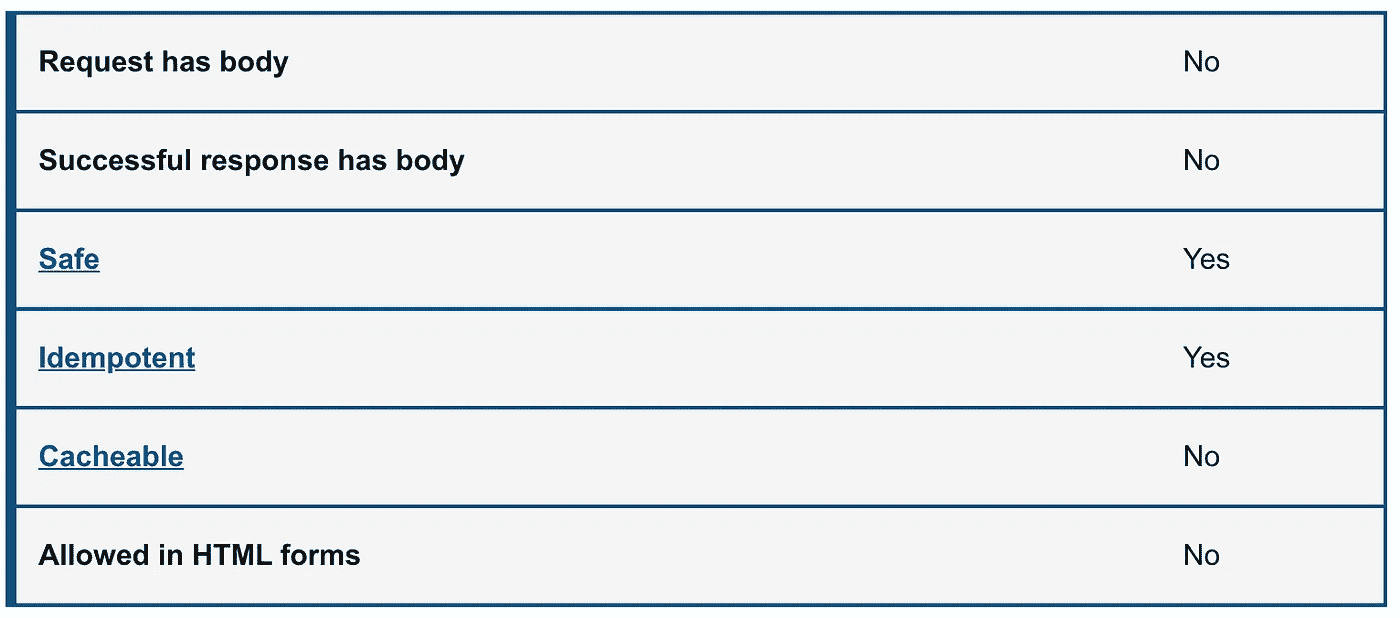 Request has body No
Successful response has body No
Safe Yes
Idempotent Yes
Cacheable No
Allowed in HTML forms No